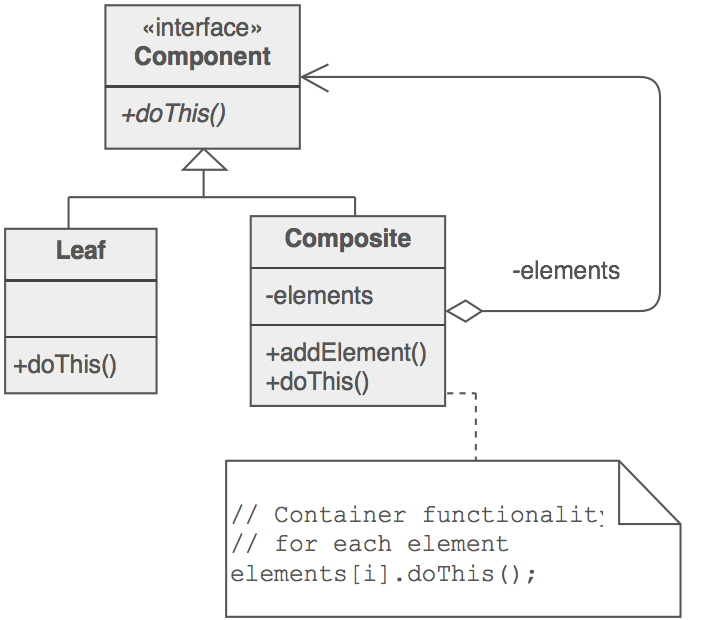 «interface»
Component
+doThis()
Leaf
+doThis()
Composite
-elements
+addElement()
+doThis()
-elements
// Container functionality
// for each element
elements[i].doThis();